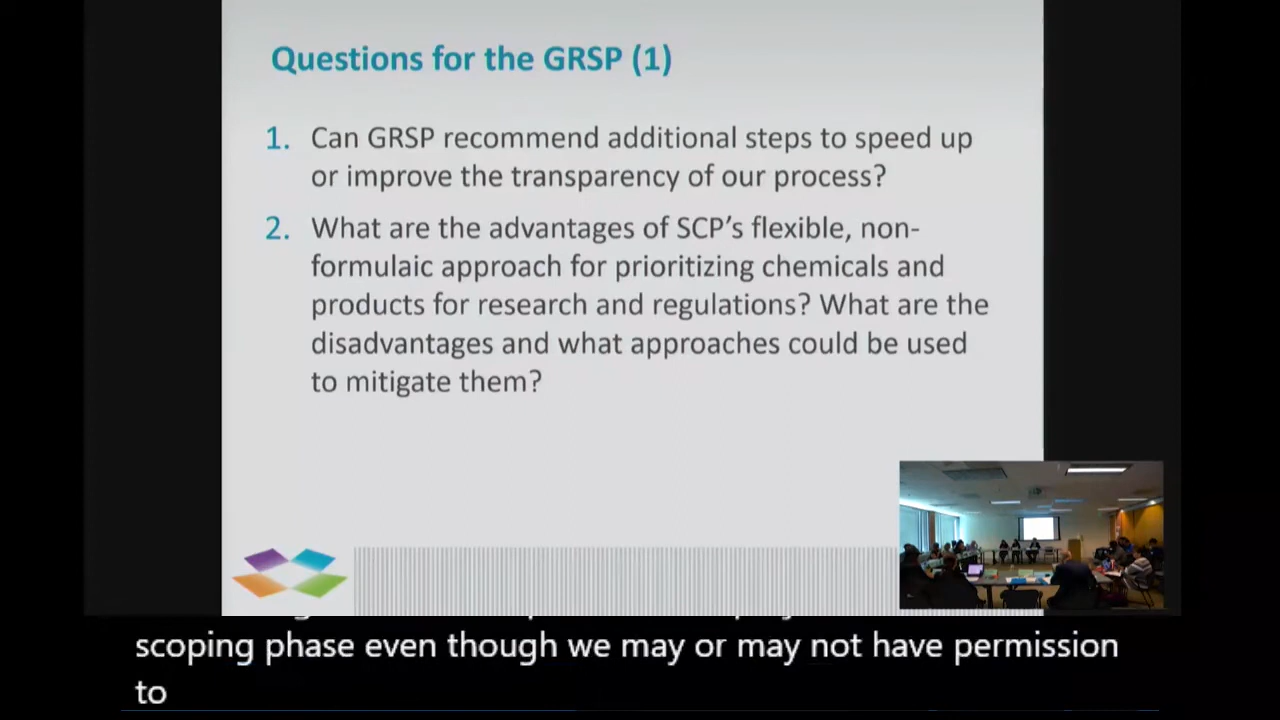 Questions for the GRSP (1)
1. Can GRSP recommend additional steps to speed up
or improve the transparency of our process?
2. What are the advantages of SCP's flexible, non-
formulaic approach for prioritizing chemicals and
products for research and regulations? What are the
disadvantages and what approaches could be used
to mitigate them?
scoping phase even though we may or may not have permission
to